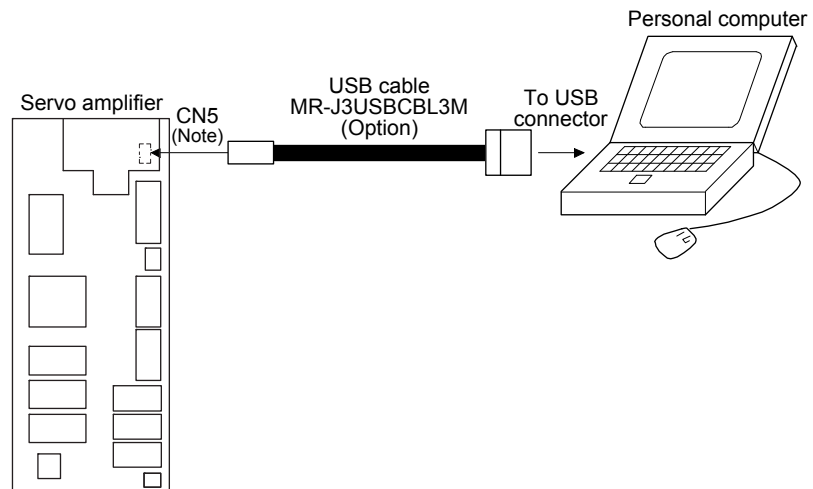 Personal computer
USB cable
MR-J3USBCBL3M
(Option)
To USB
connector
Servo amplifier
CN5
(Note)